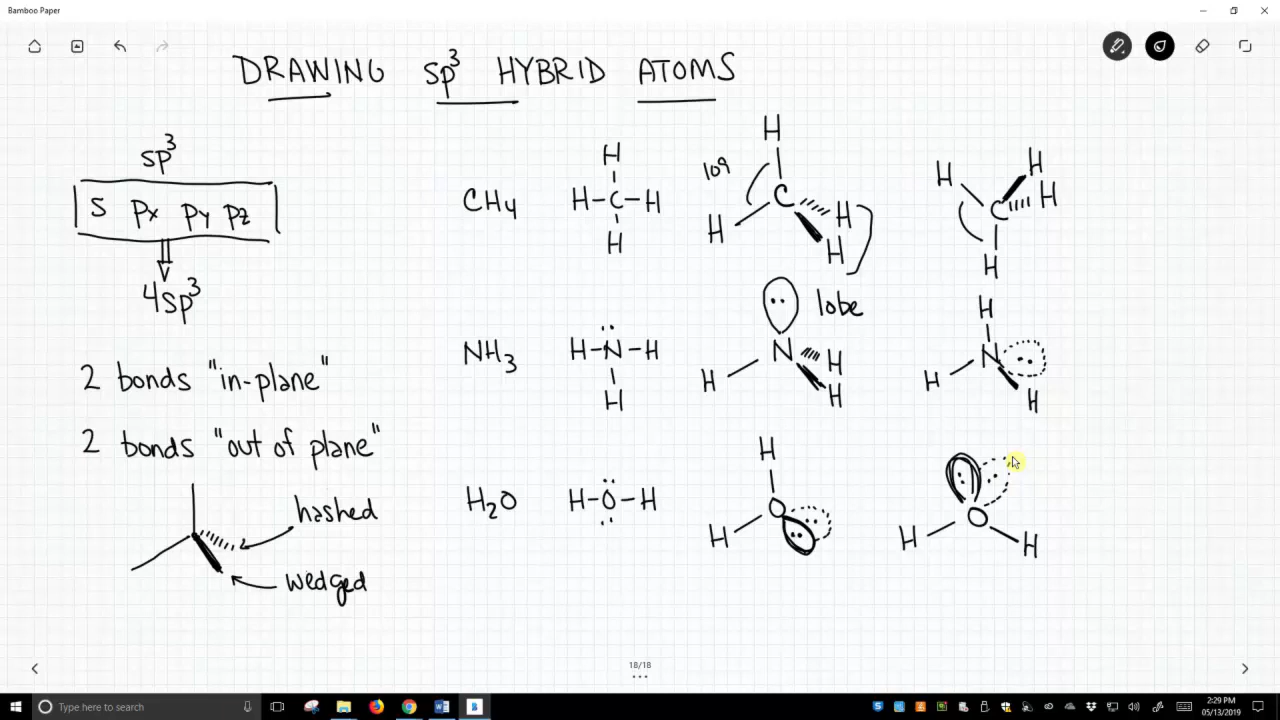 Bamboo Paper
DRAWING sp³ HYBRID ATOMS
sp³
S Px Py Pz
4sp³
2 bonds "in-plane"
2 bonds "out of plane"
hashed
wedged
CH4
H
H-C-H
H
H
109
C
H
H
H
H
H
H
C
H
NH3
H-N-H
H
lobe
N
H
H
H
H
N
H
H
H2O
H-O-H
H
O
H
O
H
H
18/18
Type here to search
2:29 PM
05/13/2019